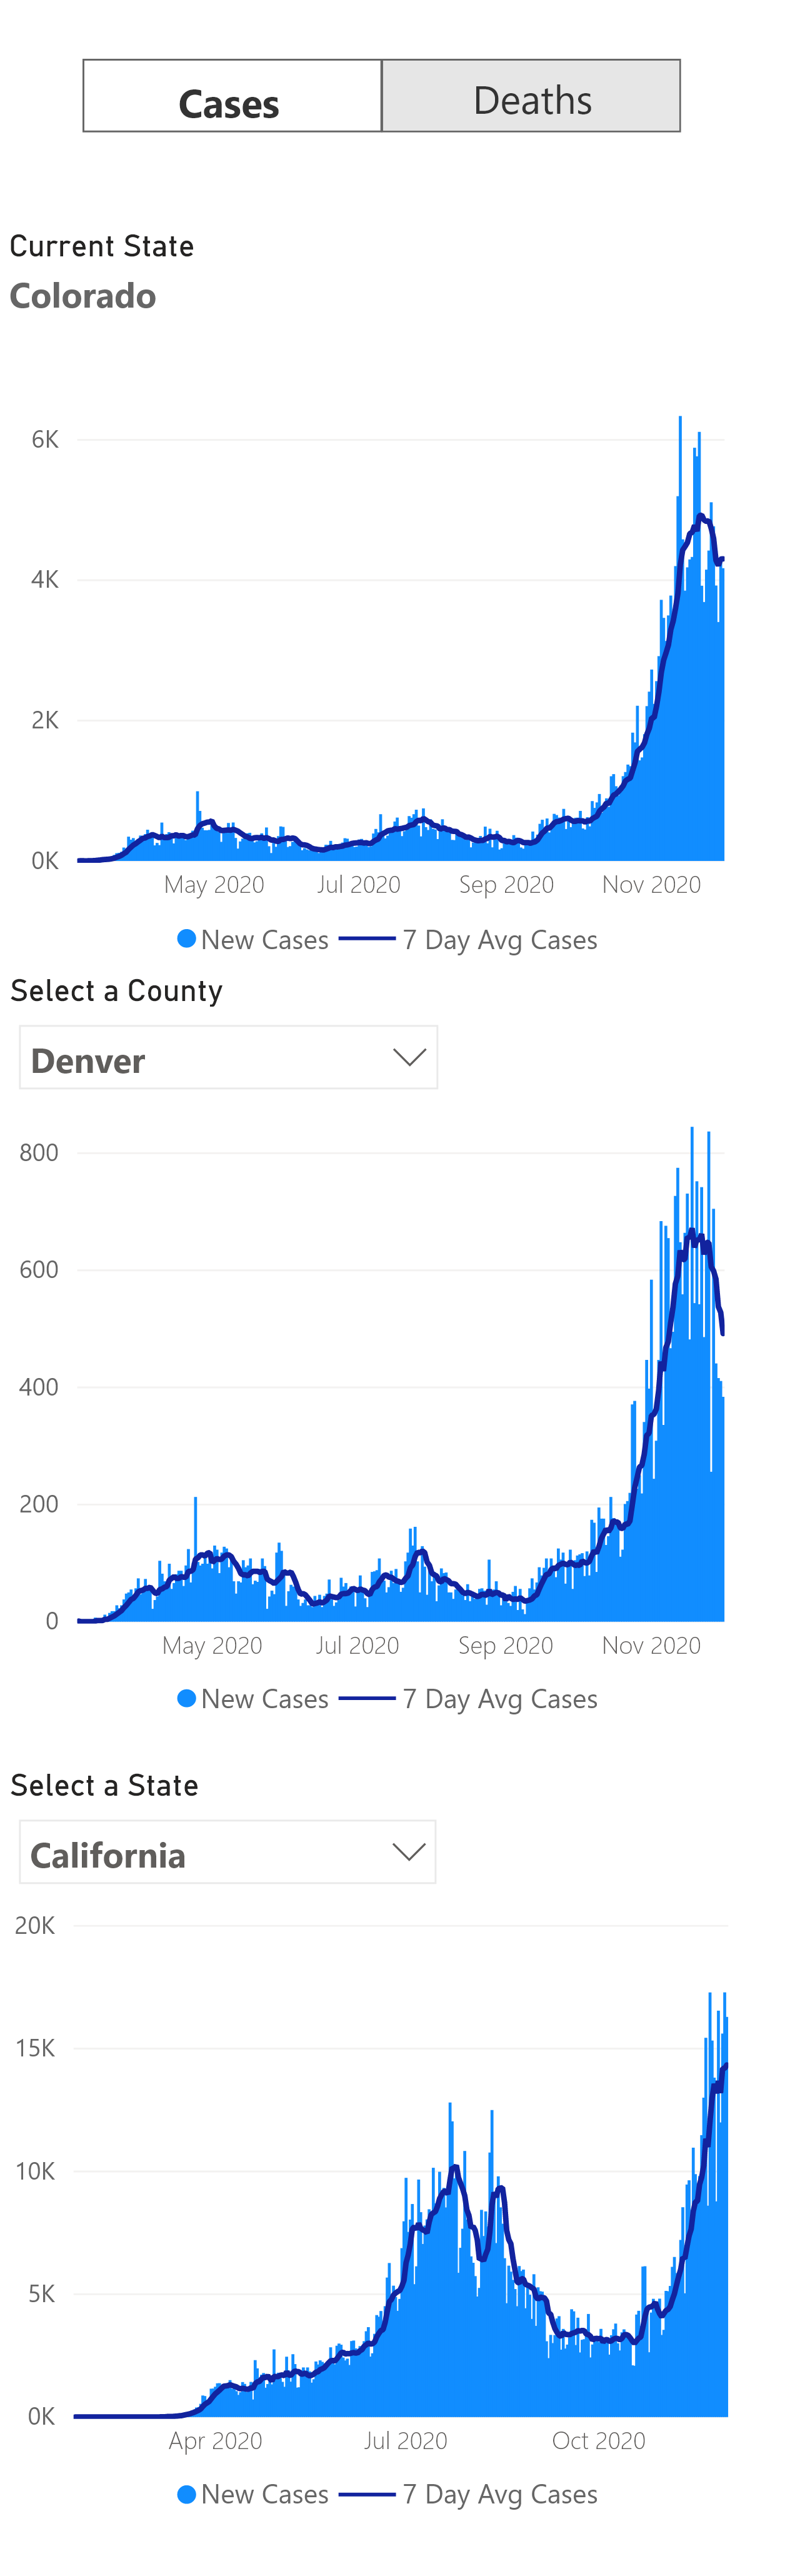 Cases Deaths
Current State
Colorado
6K
4K
2K
0K
May 2020 Jul 2020 Sep 2020 Nov 2020
New Cases 7 Day Avg Cases
Select a County
Denver
800
600
400
200
0
May 2020 Jul 2020 Sep 2020 Nov 2020
New Cases 7 Day Avg Cases
Select a State
California
20K
15K
10K
5K
0K
Apr 2020 Jul 2020 Oct 2020
New Cases 7 Day Avg Cases